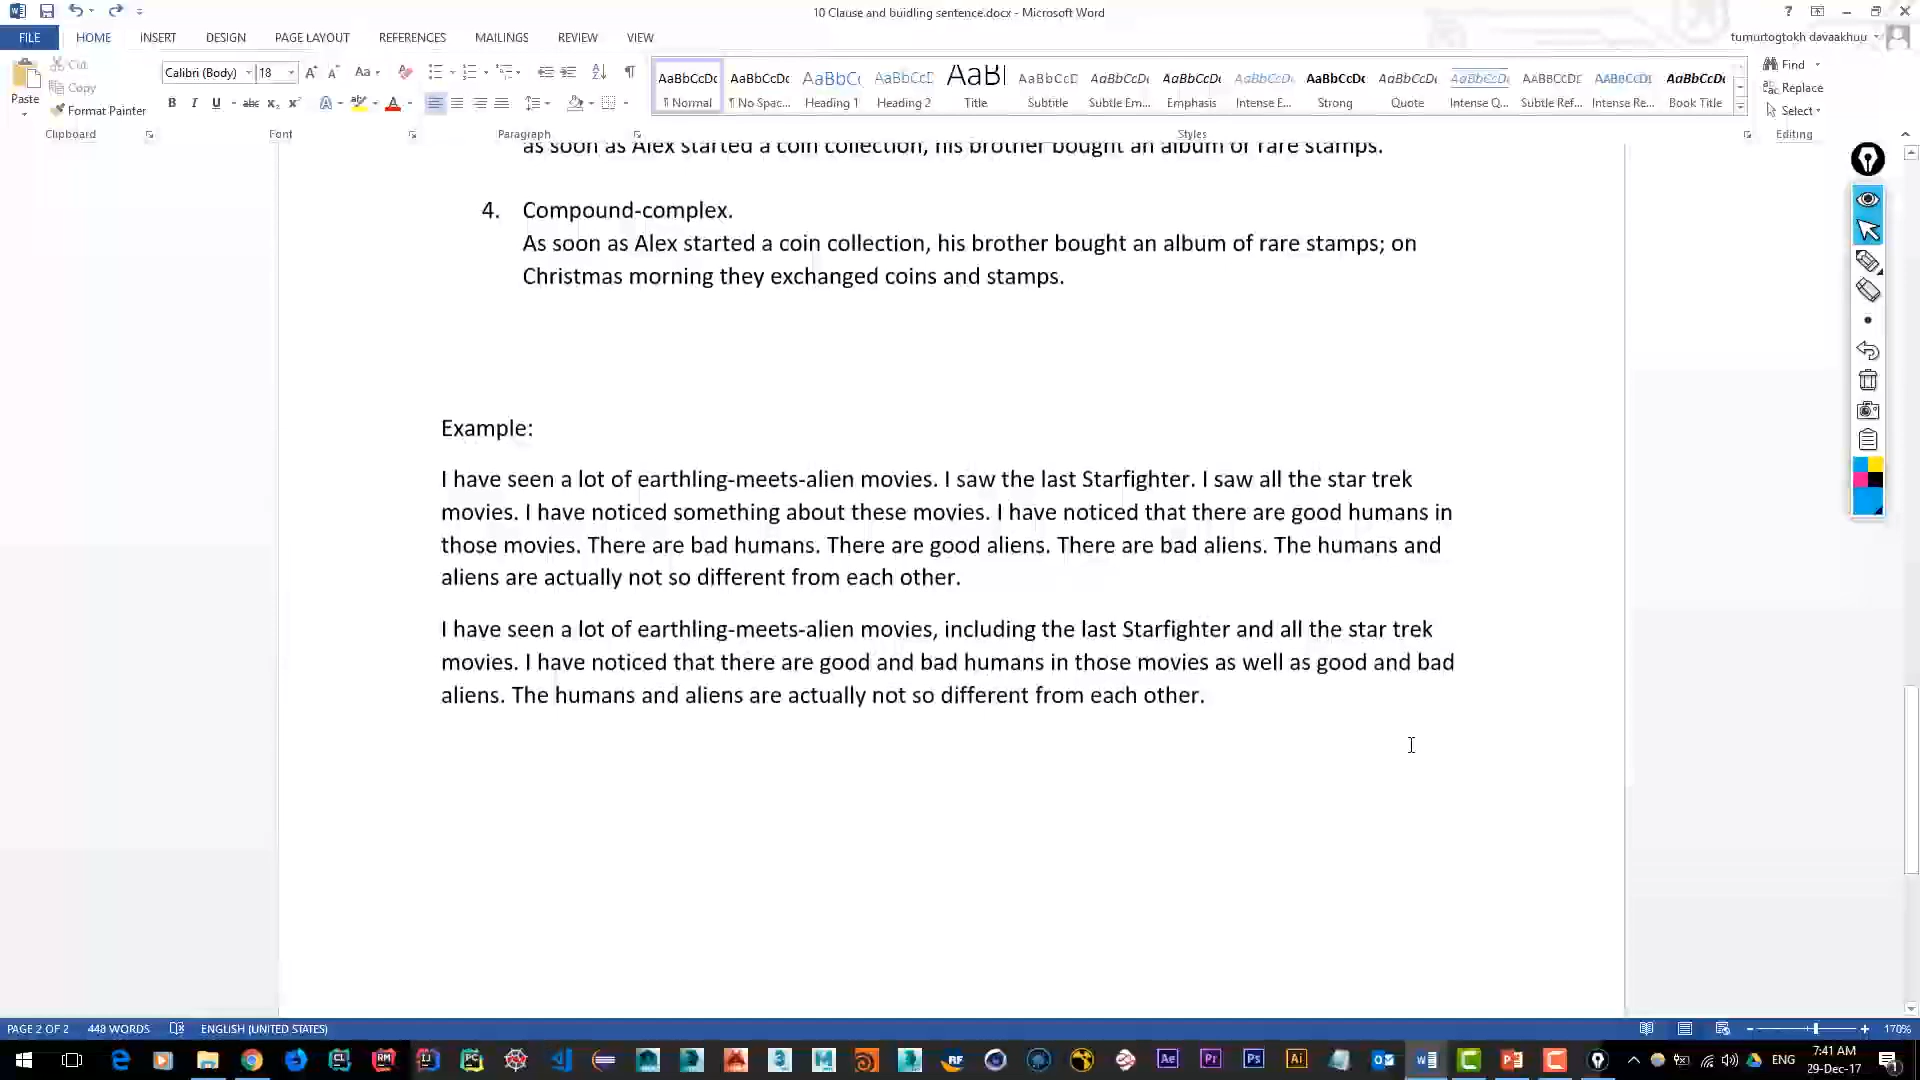 10 Clause and buidling sentence.docx - Microsoft Word
FILE
HOME
INSERT
DESIGN
PAGE LAYOUT
REFERENCES
MAILINGS
REVIEW
VIEW
tumurtogtokh davaakhuu
Paste
Cut
Copy
Format Painter
Clipboard
Calibri (Body)
18
Font
Paragraph
AaBbCcDc
¶ Normal
AaBbCcDc
¶ No Spac...
AaBbCc
Heading 1
AaBbCcD
Heading 2
AaBl
Title
AaBbCcD
Subtitle
AaBbCcDc
Subtle Em...
AaBbCcDc
Emphasis
AaBbCcDc
Intense E...
AaBbCcDc
Strong
AaBbCcDc
Quote
AaBbCcDc
Intense Q...
AaBbCcDc
Subtle Ref...
AaBbCcDc
Intense Re...
AaBbCcDc
Book Title
Styles
Find
Replace
Select
Editing
as soon as Alex started a coin collection, his brother bought an album of rare stamps.
4. Compound-complex.
As soon as Alex started a coin collection, his brother bought an album of rare stamps; on
Christmas morning they exchanged coins and stamps.
Example:
I have seen a lot of earthling-meets-alien movies. I saw the last Starfighter. I saw all the star trek
movies. I have noticed something about these movies. I have noticed that there are good humans in
those movies. There are bad humans. There are good aliens. There are bad aliens. The humans and
aliens are actually not so different from each other.
I have seen a lot of earthling-meets-alien movies, including the last Starfighter and all the star trek
movies. I have noticed that there are good and bad humans in those movies as well as good and bad
aliens. The humans and aliens are actually not so different from each other.
PAGE 2 OF 2
448 WORDS
ENGLISH (UNITED STATES)
170%
ENG
7:41 AM
29-Dec-17